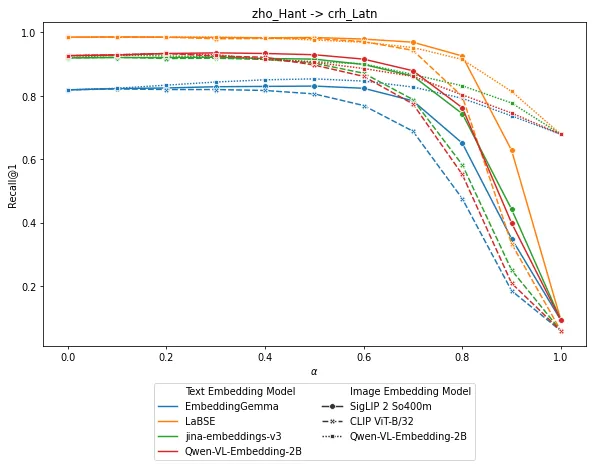 zho_Hant -> crh_Latn
Recall@1
1.0
0.8
0.6
0.4
0.2
0.0 0.2 0.4 0.6 0.8 1.0
α
Text Embedding Model Image Embedding Model
EmbeddingGemma SigLIP 2 So400m
LaBSE CLIP ViT-B/32
jina-embeddings-v3 Qwen-VL-Embedding-2B
Qwen-VL-Embedding-2B